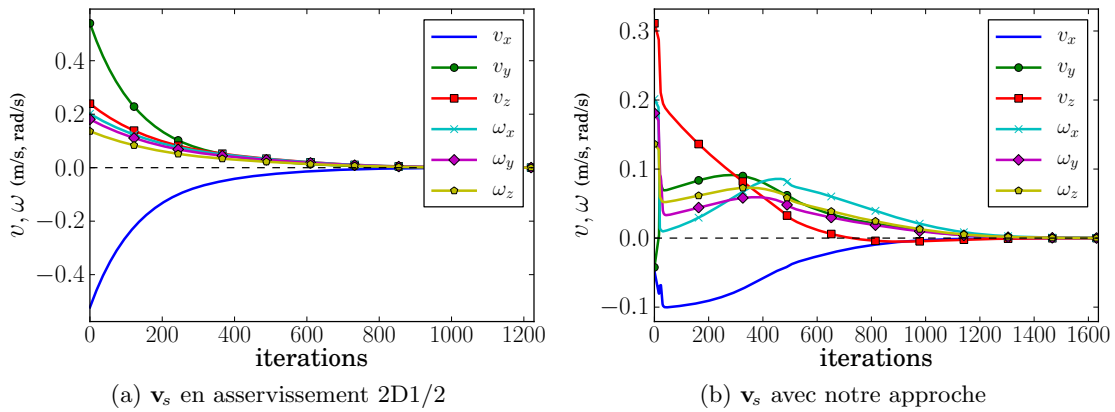 0.4
0.2
0.0
−0.2
−0.4
v, ω (m/s, rad/s)
0 200 400 600 800 1000 1200
iterations
v_x
v_y
v_z
ω_x
ω_y
ω_z
(a) v_s en asservissement 2D1/2
0.3
0.2
0.1
0.0
−0.1
v, ω (m/s, rad/s)
0 200 400 600 800 1000 1200 1400 1600
iterations
v_x
v_y
v_z
ω_x
ω_y
ω_z
(b) v_s avec notre approche